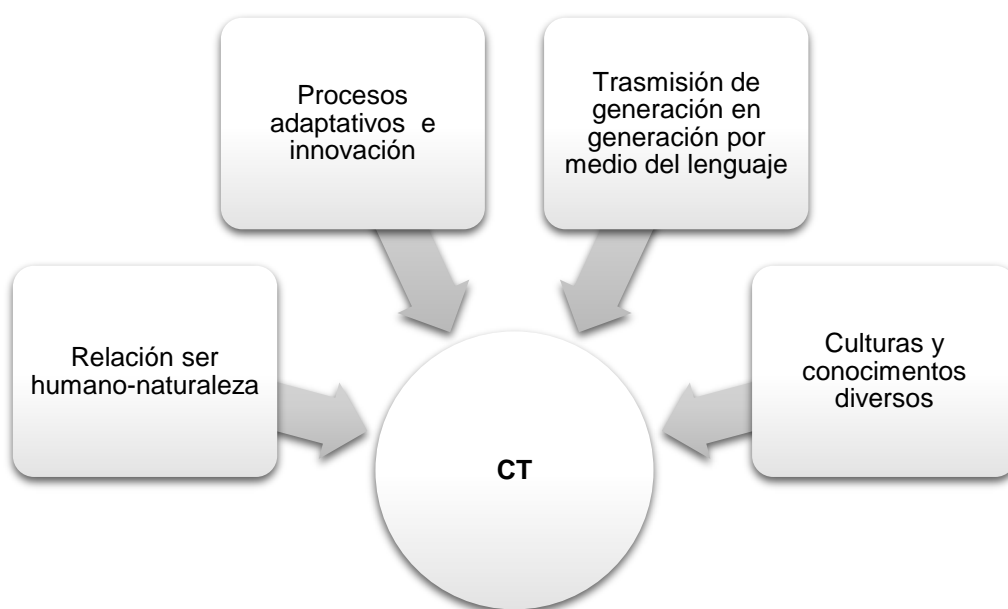 Procesos
adaptativos e
innovación
Trasmisión de
generación en
generación por
medio del lenguaje
Relación ser
humano-naturaleza
Culturas y
conocimentos
diversos
CT